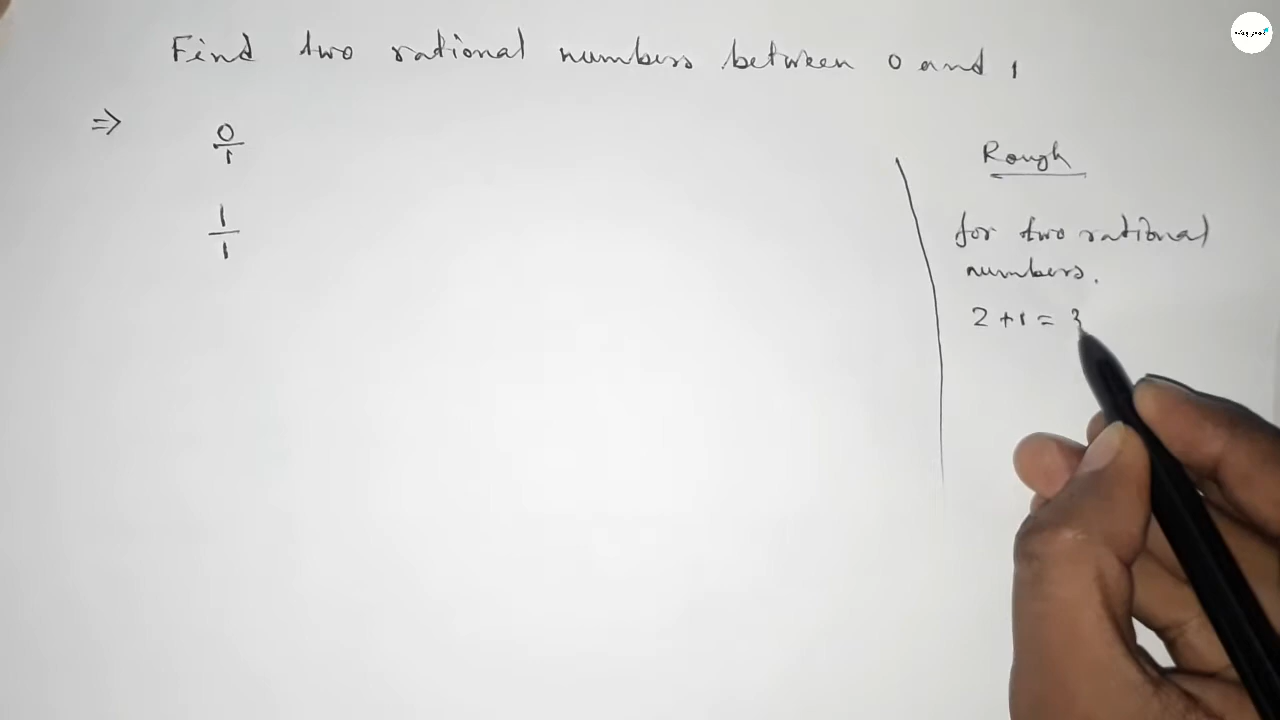 Find two rational numbers between 0 and 1
⇒ 0/1
1/1
Rough
for two rational
numbers.
2+1=3